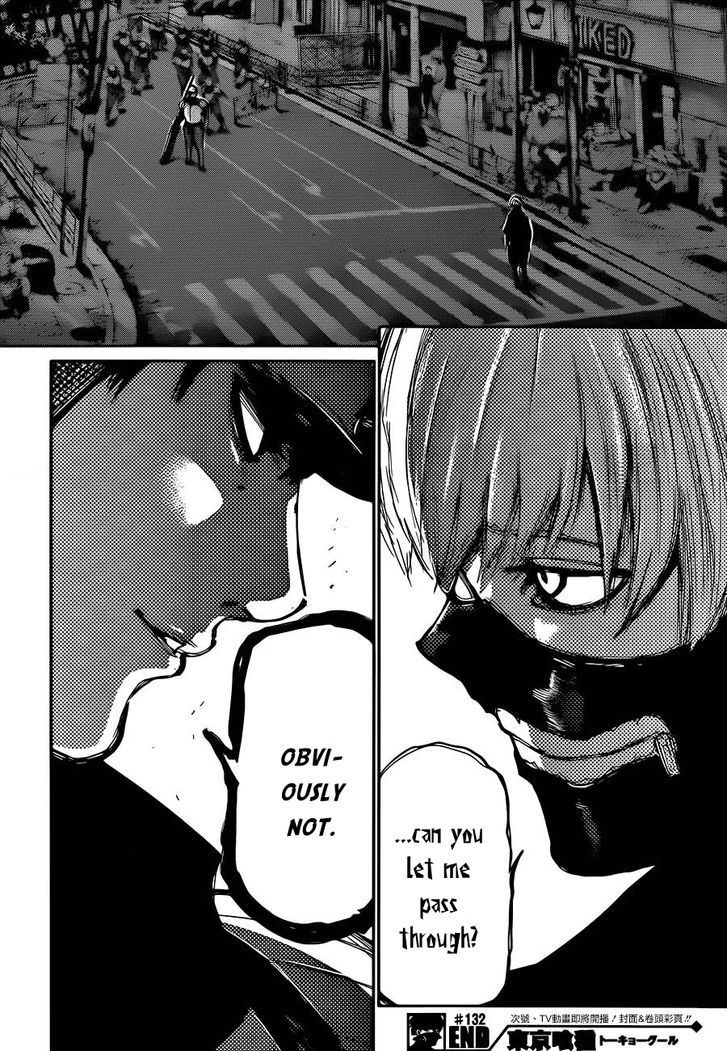 NIKED
...can you
let me
pass
through?
OBVI-
OUSLY
NOT.
#132
END
次號、TV動畫即將開播!封面&卷頭彩頁!!
東京喰種
トーキョーグール